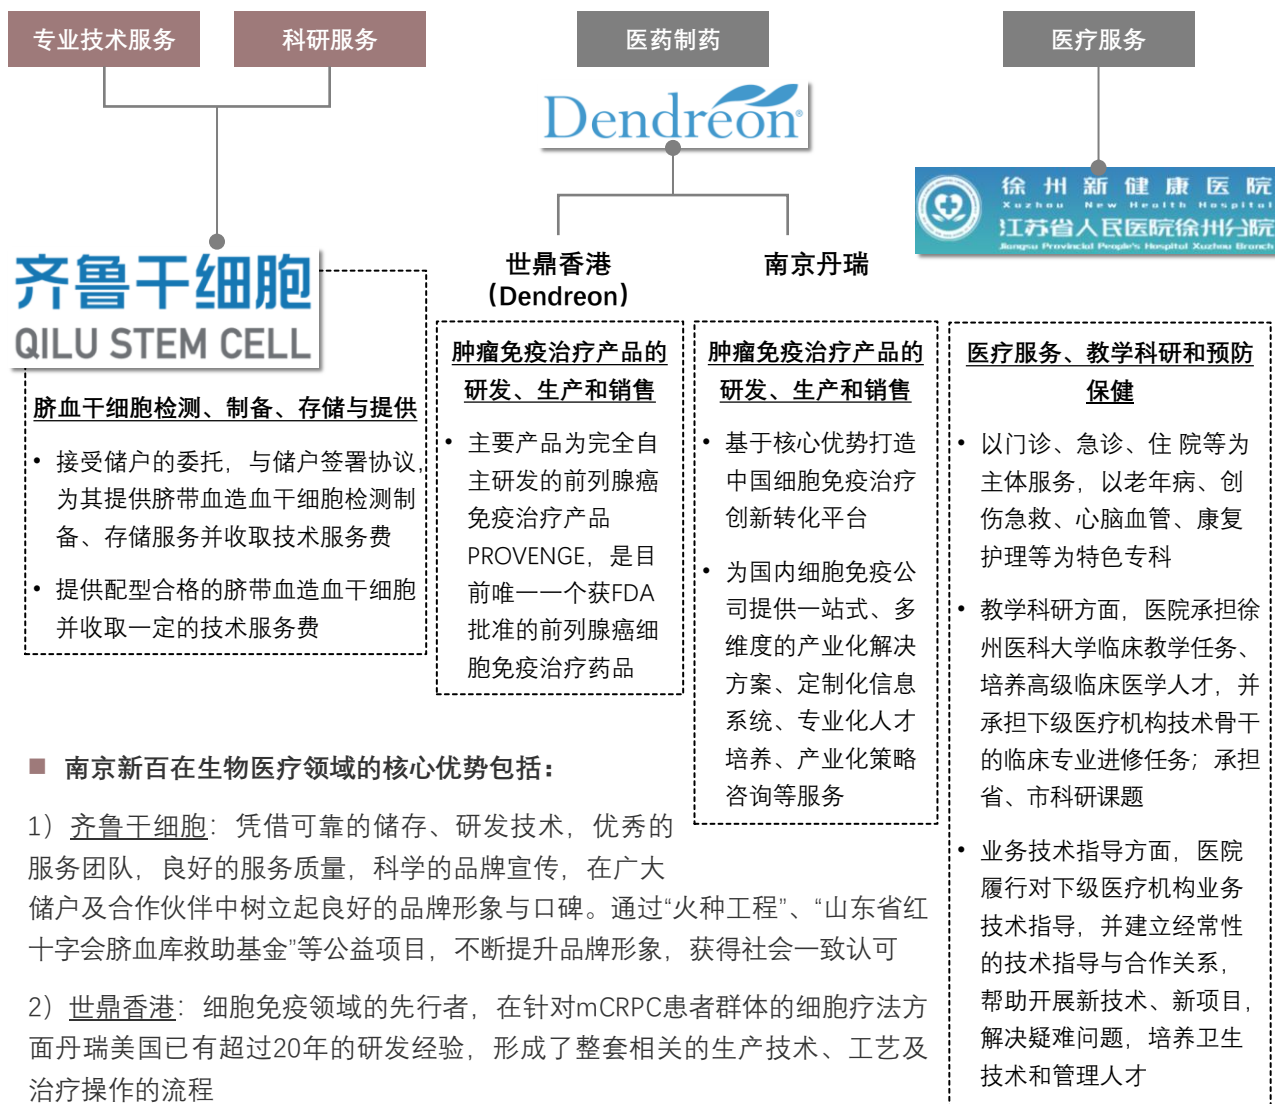 专业技术服务
科研服务
医药制药
医疗服务
Dendreon
徐州新健康医院
Xuzhou New Health Hospital
江苏省人民医院徐州分院
Jiangsu Provincial People's Hospital Xuzhou Branch
齐鲁干细胞
QILU STEM CELL
脐血干细胞检测、制备、存储与提供
• 接受储户的委托，与储户签署协议，
为其提供脐带血造血干细胞检测制
备、存储服务并收取技术服务费
• 提供配型合格的脐带血造血干细胞
并收取一定的技术服务费
世鼎香港
（Dendreon）
肿瘤免疫治疗产品的
研发、生产和销售
• 主要产品为完全自
主研发的前列腺癌
免疫治疗产品
PROVENGE，是目
前唯一一个获FDA
批准的前列腺癌细
胞免疫治疗药品
南京丹瑞
肿瘤免疫治疗产品的
研发、生产和销售
• 基于核心优势打造
中国细胞免疫治疗
创新转化平台
• 为国内细胞免疫公
司提供一站式、多
维度的产业化解决
方案、定制化信息
系统、专业化人才
培养、产业化策略
咨询等服务
医疗服务、教学科研和预防
保健
• 以门诊、急诊、住 院等为
主体服务，以老年病、创
伤急救、心脑血管、康复
护理等为特色专科
• 教学科研方面，医院承担徐
州医科大学临床教学任务、
培养高级临床医学人才，并
承担下级医疗机构技术骨干
的临床专业进修任务；承担
省、市科研课题
• 业务技术指导方面，医院
履行对下级医疗机构业务
技术指导，并建立经常性
的技术指导与合作关系，
帮助开展新技术、新项目，
解决疑难问题，培养卫生
技术和管理人才
■ 南京新百在生物医疗领域的核心优势包括：
1）齐鲁干细胞：凭借可靠的储存、研发技术，优秀的
服务团队，良好的服务质量，科学的品牌宣传，在广大
储户及合作伙伴中树立起良好的品牌形象与口碑。通过“火种工程”、“山东省红
十字会脐血库救助基金”等公益项目，不断提升品牌形象，获得社会一致认可
2）世鼎香港：细胞免疫领域的先行者，在针对mCRPC患者群体的细胞疗法方
面丹瑞美国已有超过20年的研发经验，形成了整套相关的生产技术、工艺及
治疗操作的流程